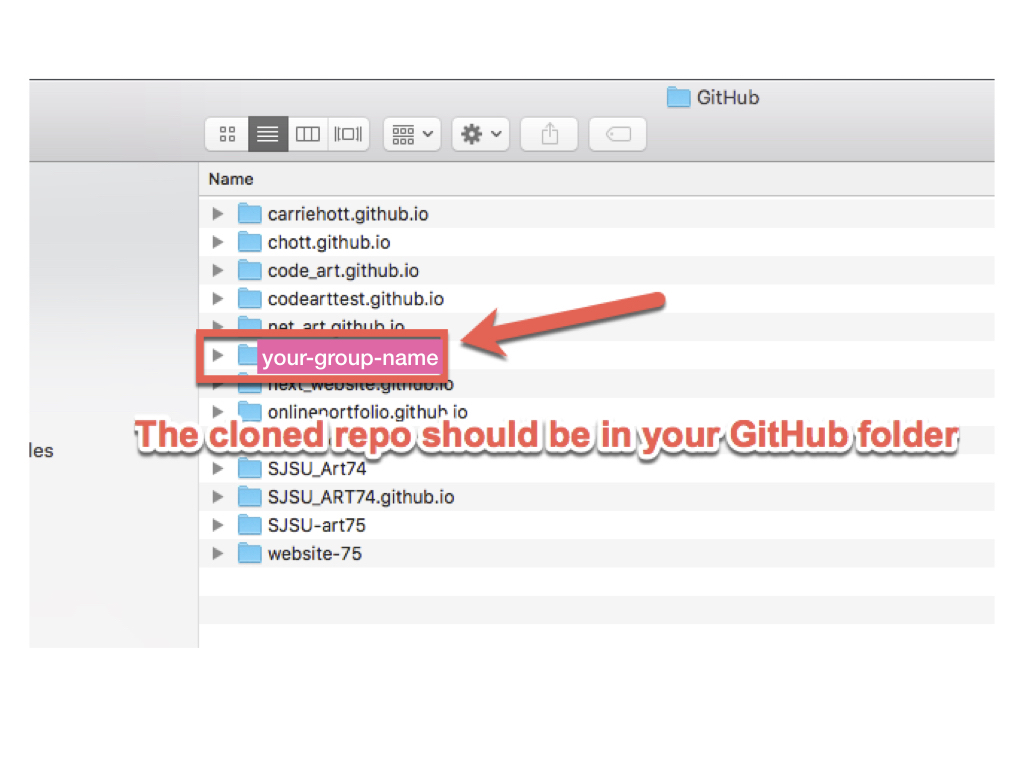 GitHub
Name
carriehott.github.io
chott.github.io
code_art.github.io
codearttest.github.io
net_art.github.io
your-group-name
next_website.github.io
onlineportfolio.github.io
The cloned repo should be in your GitHub folder
les
SJSU_Art74
SJSU_ART74.github.io
SJSU-art75
website-75